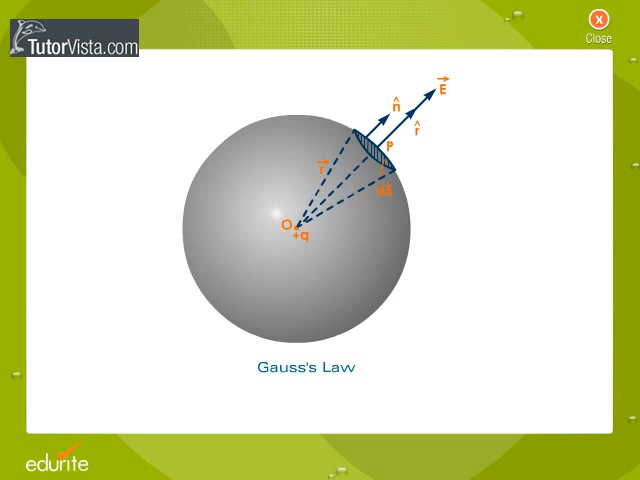 TutorVista.com
x
Close
E
n̂
r̂
P
r
dS
O
+q
Gauss's Law
edurite